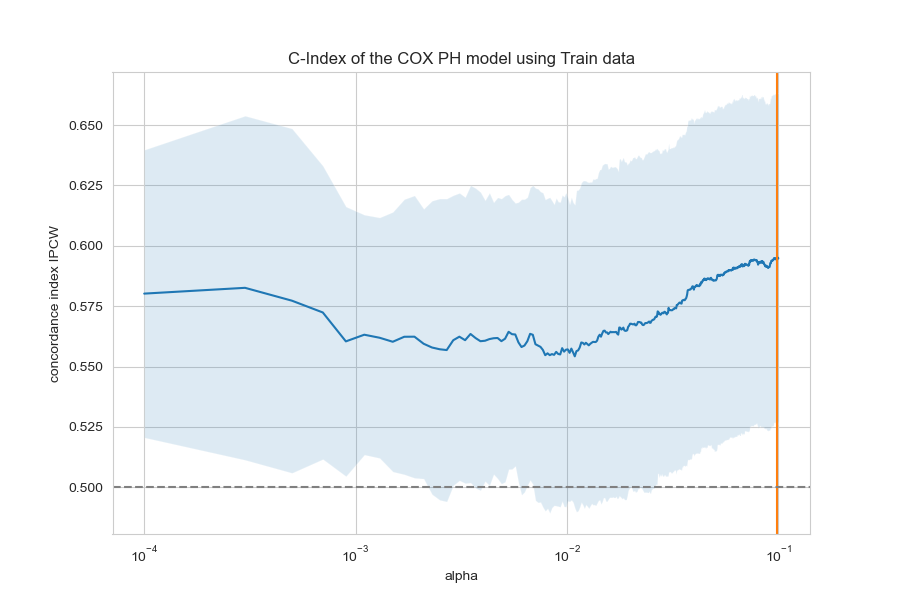 C-Index of the COX PH model using Train data
concordance index IPCW
0.650
0.625
0.600
0.575
0.550
0.525
0.500
10⁻⁴ 10⁻³ 10⁻² 10⁻¹
alpha